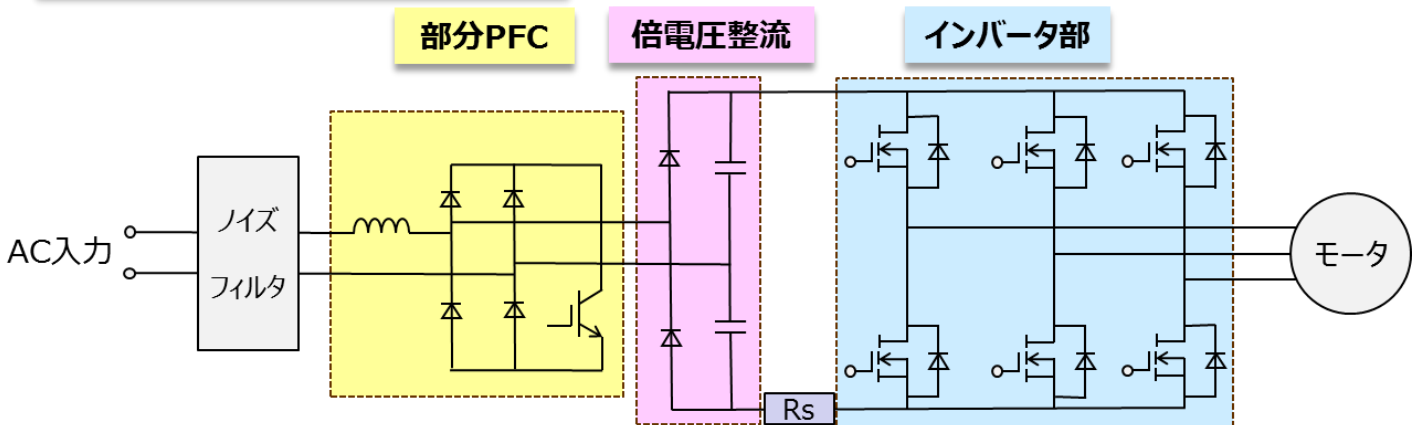 部分PFC
倍電圧整流
インバータ部
AC入力
ノイズ
フィルタ
モータ
Rs